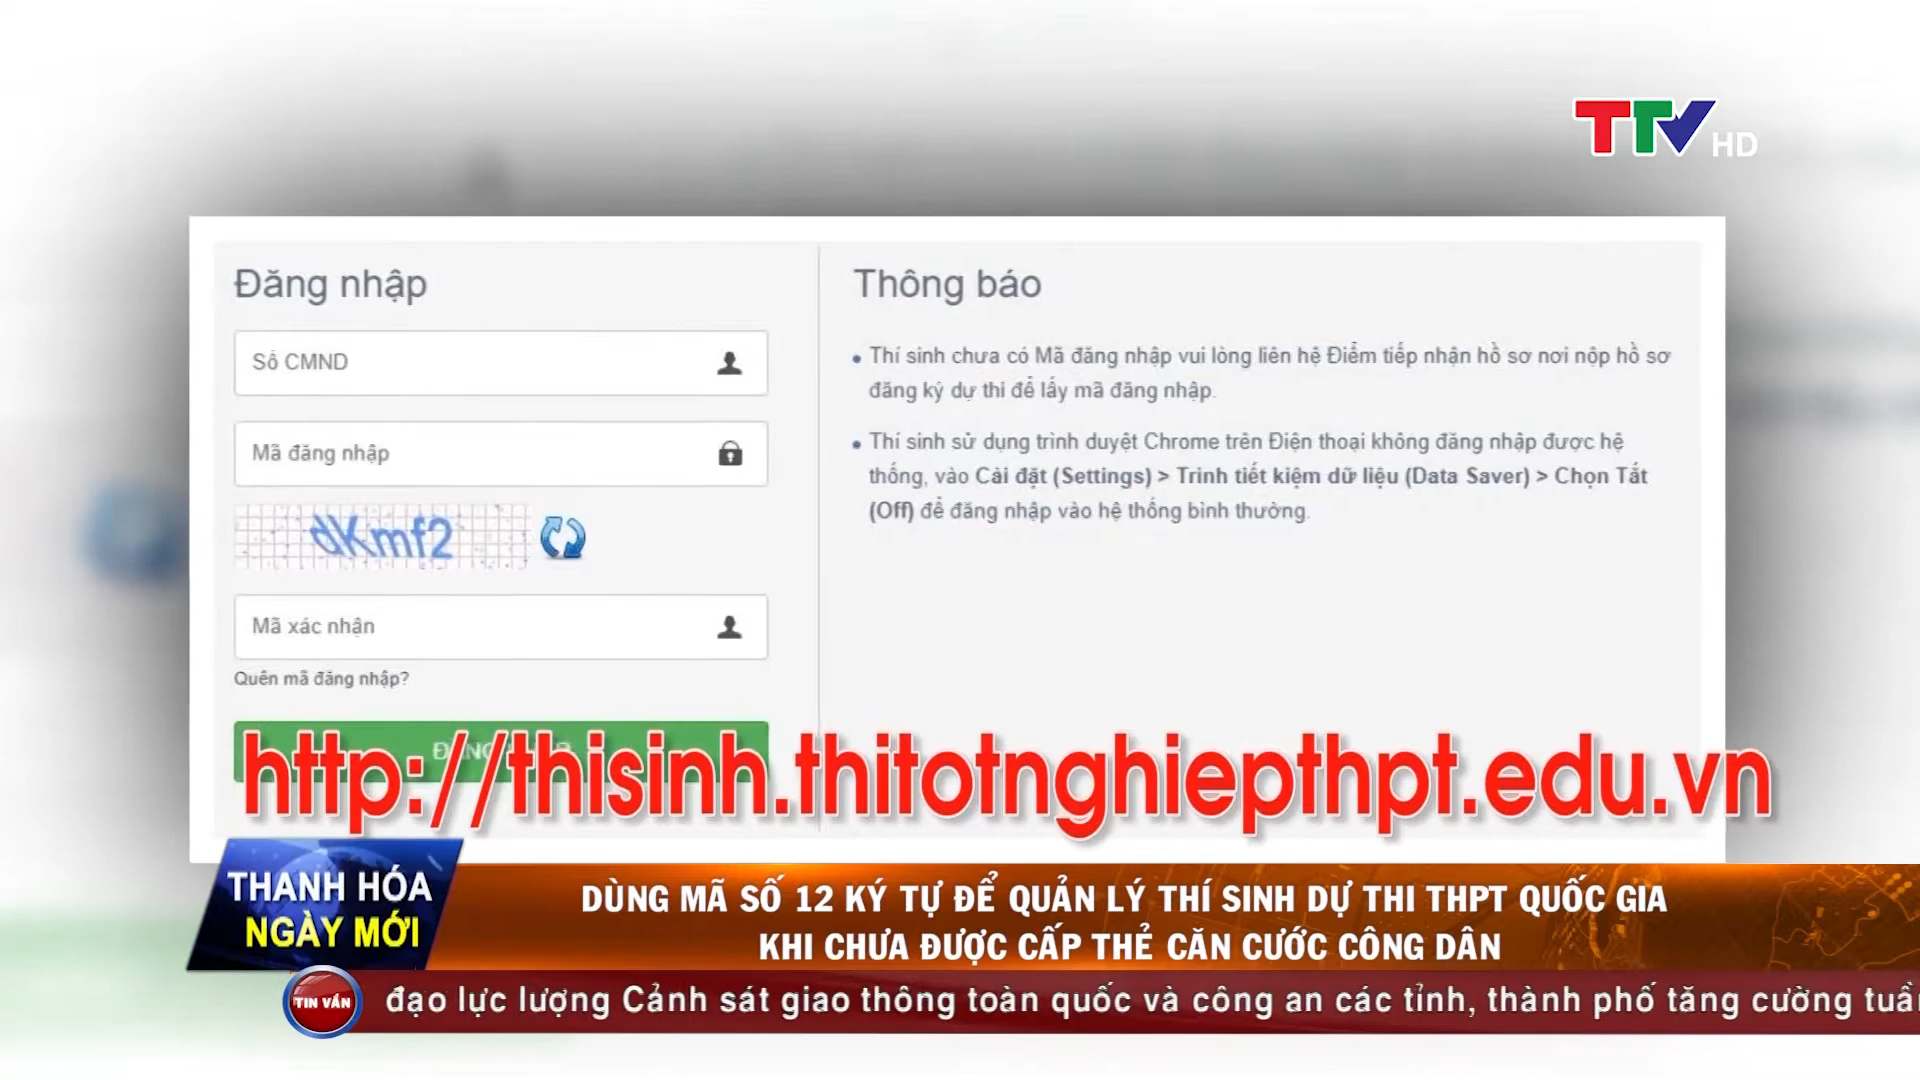 TTV HD
Đăng nhập
Số CMND
Mã đăng nhập
dKmf2
Mã xác nhận
Quên mã đăng nhập?
Thông báo
Thí sinh chưa có Mã đăng nhập vui lòng liên hệ Điểm tiếp nhận hồ sơ nơi nộp hồ sơ
đăng ký dự thi để lấy mã đăng nhập.
Thí sinh sử dụng trình duyệt Chrome trên Điện thoại không đăng nhập được hệ
thống, vào Cài đặt (Settings) > Trình tiết kiệm dữ liệu (Data Saver) > Chọn Tắt
(Off) để đăng nhập vào hệ thống bình thường.
http://thisinh.thitotnghiepthpt.edu.vn
THANH HÓA
NGÀY MỚI
DÙNG MÃ SỐ 12 KÝ TỰ ĐỂ QUẢN LÝ THÍ SINH DỰ THI THPT QUỐC GIA
KHI CHƯA ĐƯỢC CẤP THẺ CĂN CƯỚC CÔNG DÂN
TIN VẮN
đạo lực lượng Cảnh sát giao thông toàn quốc và công an các tỉnh, thành phố tăng cường tuần